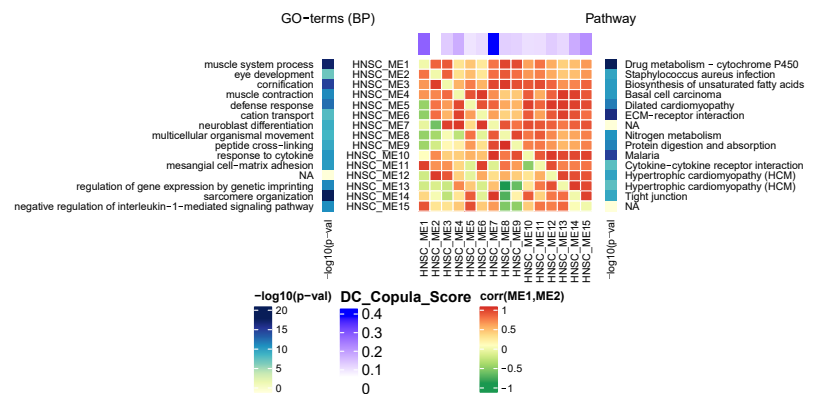 GO−terms (BP) Pathway
muscle system process HNSC_ME1 Drug metabolism - cytochrome P450
eye development HNSC_ME2 Staphylococcus aureus infection
cornification HNSC_ME3 Biosynthesis of unsaturated fatty acids
muscle contraction HNSC_ME4 Basal cell carcinoma
defense response HNSC_ME5 Dilated cardiomyopathy
cation transport HNSC_ME6 ECM-receptor interaction
neuroblast differentiation HNSC_ME7 NA
multicellular organismal movement HNSC_ME8 Nitrogen metabolism
peptide cross−linking HNSC_ME9 Protein digestion and absorption
response to cytokine HNSC_ME10 Malaria
mesangial cell−matrix adhesion HNSC_ME11 Cytokine-cytokine receptor interaction
NA HNSC_ME12 Hypertrophic cardiomyopathy (HCM)
regulation of gene expression by genetic imprinting HNSC_ME13 Hypertrophic cardiomyopathy (HCM)
sarcomere organization HNSC_ME14 Tight junction
negative regulation of interleukin−1−mediated signaling pathway HNSC_ME15 NA
−log10(p−val
HNSC_ME1
HNSC_ME2
HNSC_ME3
HNSC_ME4
HNSC_ME5
HNSC_ME6
HNSC_ME7
HNSC_ME8
HNSC_ME9
HNSC_ME10
HNSC_ME11
HNSC_ME12
HNSC_ME13
HNSC_ME14
HNSC_ME15
−log10(p−val
−log10(p−val) DC_Copula_Score corr(ME1,ME2)
20
15
10
5
0
0.4
0.3
0.2
0.1
0
1
0.5
0
−0.5
−1